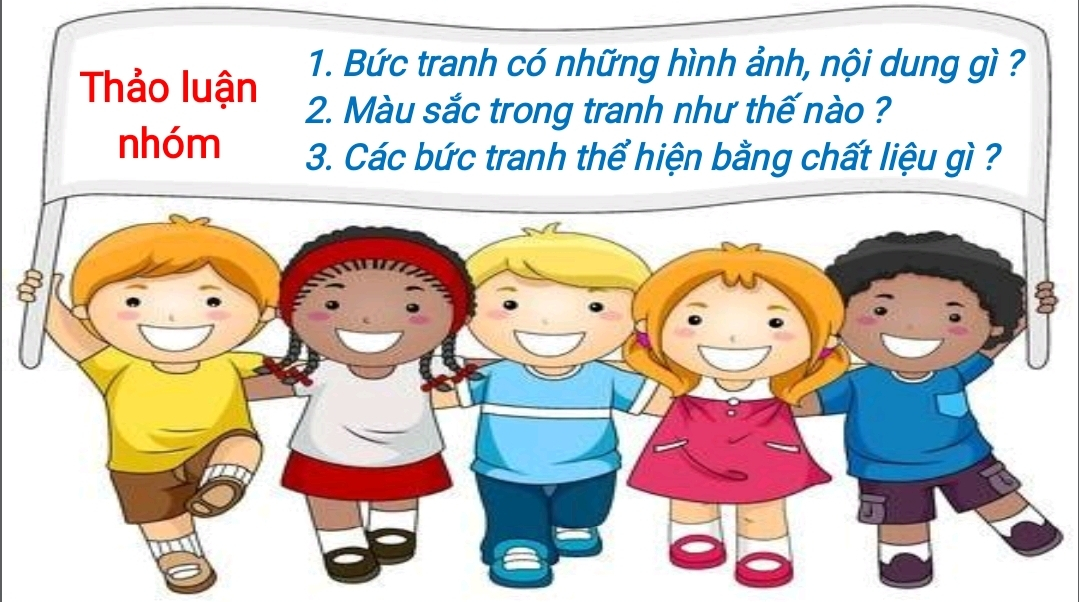 Thảo luận
nhóm
1. Bức tranh có những hình ảnh, nội dung gì ?
2. Màu sắc trong tranh như thế nào ?
3. Các bức tranh thể hiện bằng chất liệu gì ?